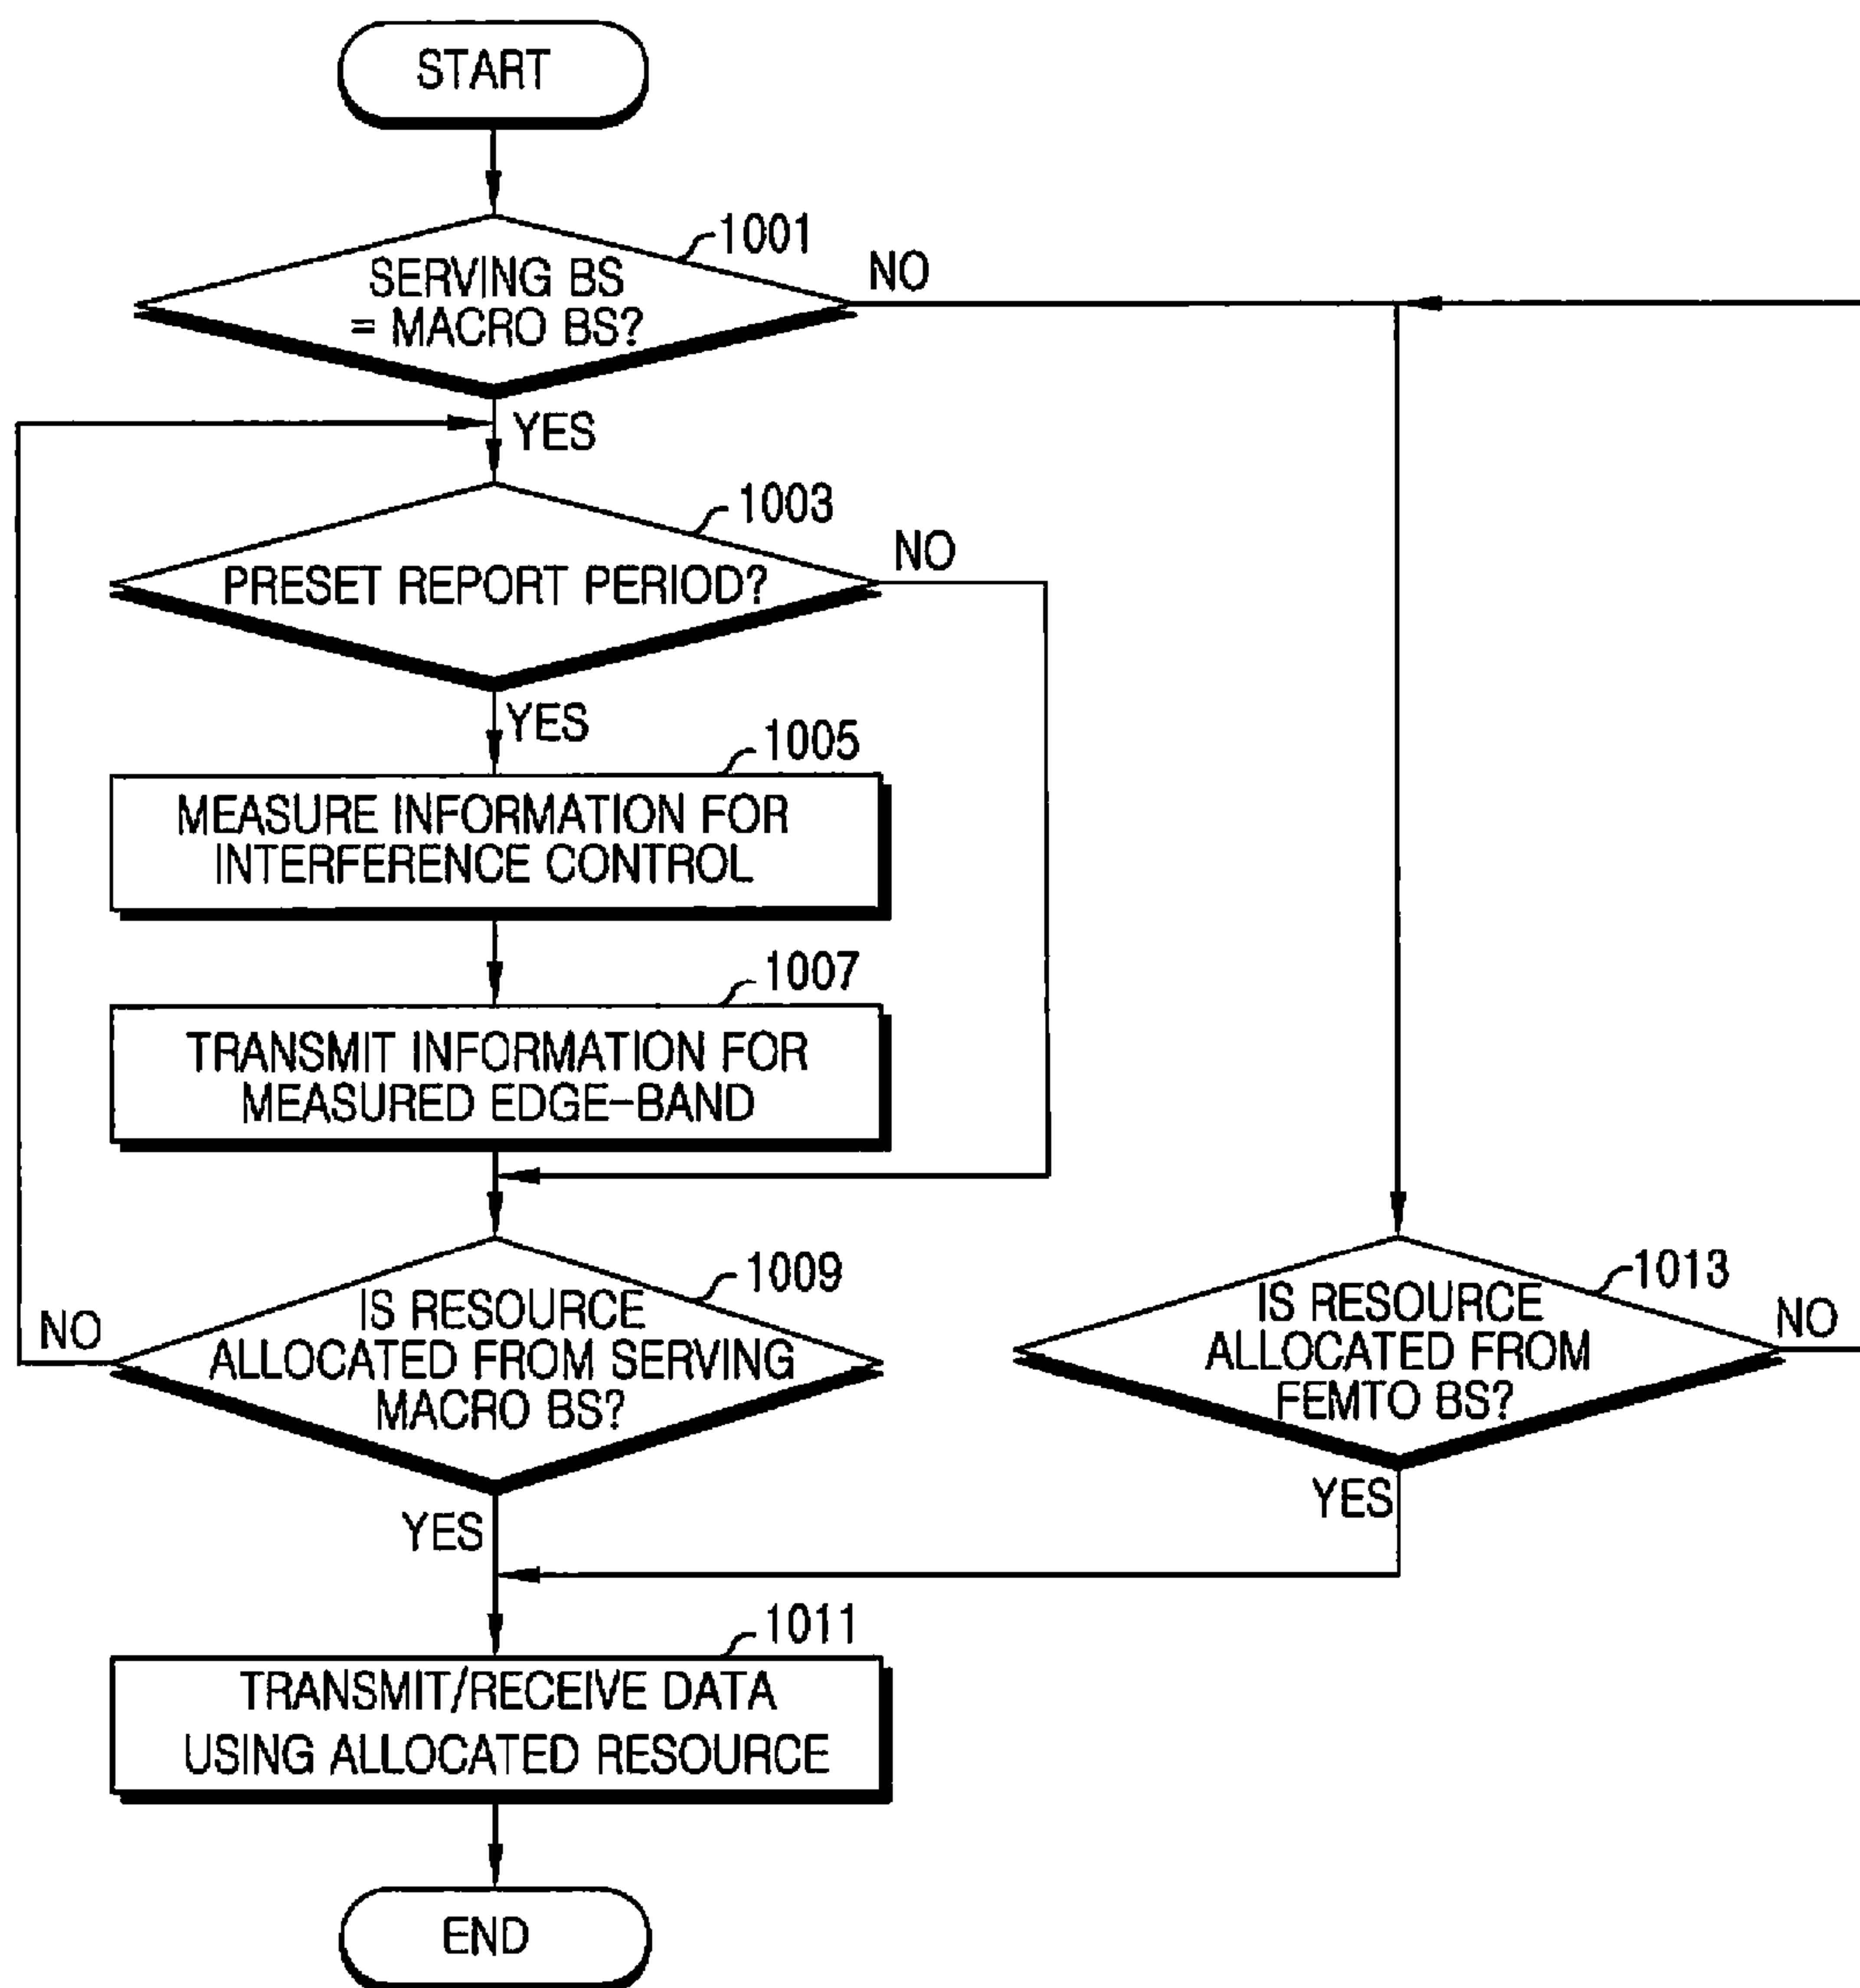 START
1001
SERVING BS
= MACRO BS?
NO
YES
1003
PRESET REPORT PERIOD?
NO
YES
1005
MEASURE INFORMATION FOR
INTERFERENCE CONTROL
1007
TRANSMIT INFORMATION FOR
MEASURED EDGE-BAND
1009
IS RESOURCE
ALLOCATED FROM SERVING
MACRO BS?
NO
YES
1013
IS RESOURCE
ALLOCATED FROM
FEMTO BS?
NO
YES
1011
TRANSMIT/RECEIVE DATA
USING ALLOCATED RESOURCE
END